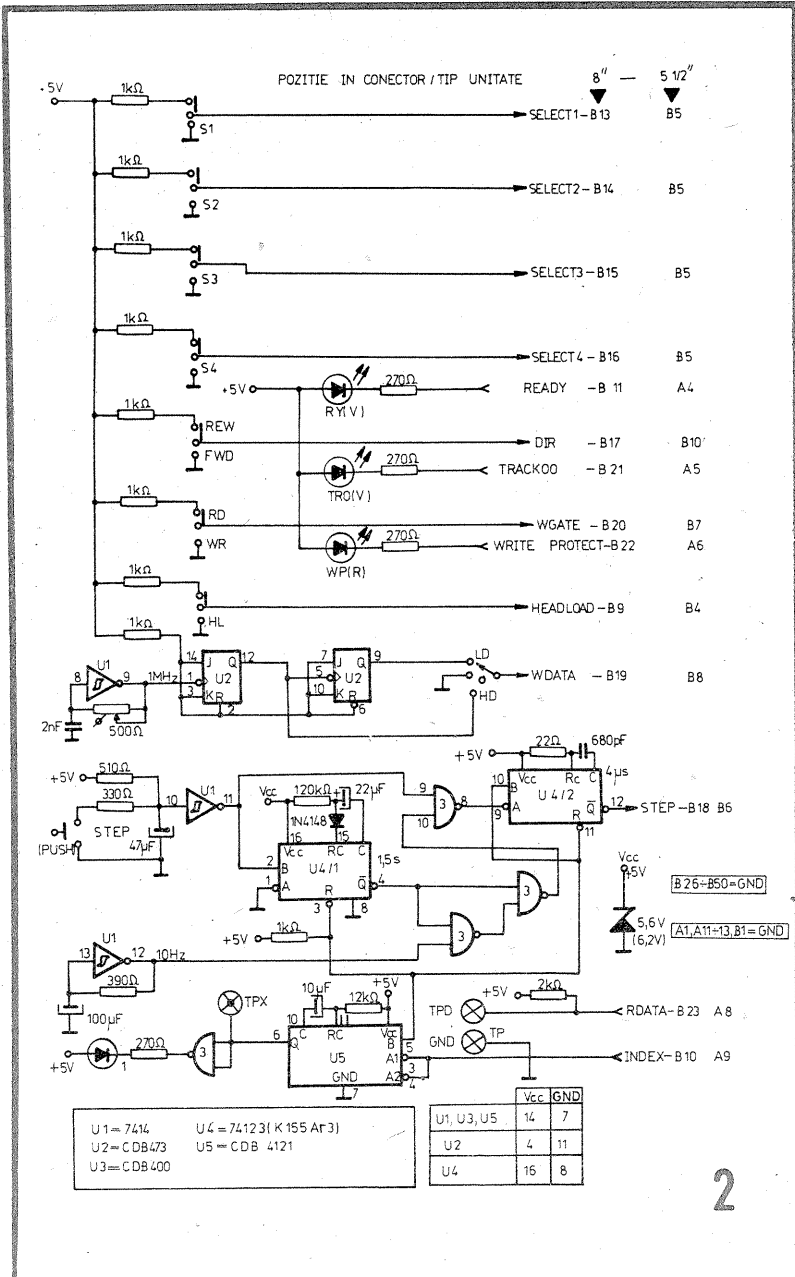 POZITIE IN CONECTOR / TIP UNITATE 8" — 5 1/2"
+5V 1kΩ
S1 SELECT1-B13 B5
1kΩ
S2 SELECT2-B14 B5
1kΩ
S3 SELECT3-B15 B5
1kΩ
S4 SELECT4-B16 B5
+5V 270Ω READY -B 11 A4
RY(V)
1kΩ
REW
DIR -B17 B10
FWD
270Ω TRACK00 -B 21 A5
TR0(V)
1kΩ
RD
WGATE -B20 B7
WR 270Ω WRITE PROTECT-B22 A6
WP(R)
1kΩ
HEADLOAD-B9 B4
HL
1kΩ
14 J Q 12 7 J Q 9 LD
U1 U2 U2
8 9 1MHz 1 5 WDATA -B19 B8
3 K R 10 K R
2 6 HD
2nF 500Ω
510Ω +5V 22Ω 680pF
+5V
330Ω 10 U1 11 Vcc 120kΩ + 22µF 9 8 10 B Vcc Rc C 4µs
3 U4/2
STEP 1N4148 10 9 A Q 12 STEP-B18 B6
(PUSH) R
47µF 16 15 11
Vcc RC C
2 B U4/1 1,5s
1 A Q 4 3
R
3 8 3
1kΩ
+5V
Vcc
+5V
B26÷B50=GND
5,6V
(6,2V)
A1,A11÷13,B1=GND
U1
13 12 10Hz
390Ω
100µF
TPX
10µF 12kΩ +5V
10 11
C RC Vcc
6 Q B 5
U5 A1 3
GND A2 4
7
+5V 1 270Ω 3
+5V 2kΩ
TPD RDATA-B23 A8
GND TP
INDEX-B10 A9
U1=7414 U4=74123(K155АГ3)
U2=CDB473 U5=CDB 4121
U3=CDB400
Vcc GND
U1, U3, U5 14 7
U2 4 11
U4 16 8
2